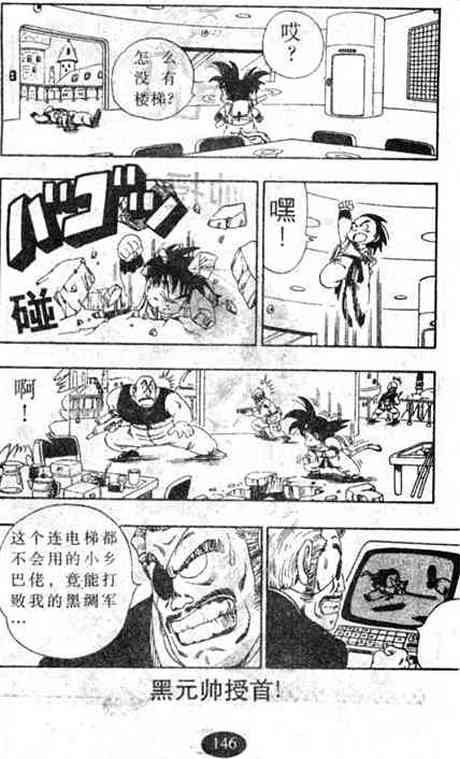 哎?
怎么
没有
楼梯?
嘿!
バゴッ
碰
啊!
这个连电梯都
不会用的小乡
巴佬，竟能打
败我的黑绸军
…
黑元帅授首!
146